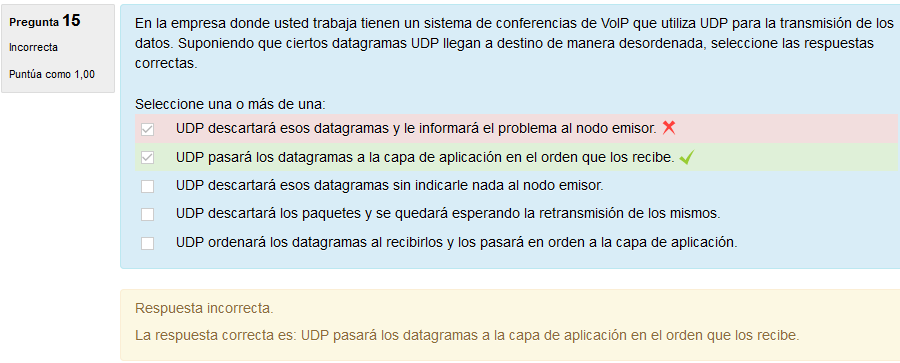 Pregunta 15
Incorrecta
Puntúa como 1,00
En la empresa donde usted trabaja tienen un sistema de conferencias de VoIP que utiliza UDP para la transmisión de los
datos. Suponiendo que ciertos datagramas UDP llegan a destino de manera desordenada, seleccione las respuestas
correctas.
Seleccione una o más de una:
UDP descartará esos datagramas y le informará el problema al nodo emisor.
UDP pasará los datagramas a la capa de aplicación en el orden que los recibe.
UDP descartará esos datagramas sin indicarle nada al nodo emisor.
UDP descartará los paquetes y se quedará esperando la retransmisión de los mismos.
UDP ordenará los datagramas al recibirlos y los pasará en orden a la capa de aplicación.
Respuesta incorrecta.
La respuesta correcta es: UDP pasará los datagramas a la capa de aplicación en el orden que los recibe.